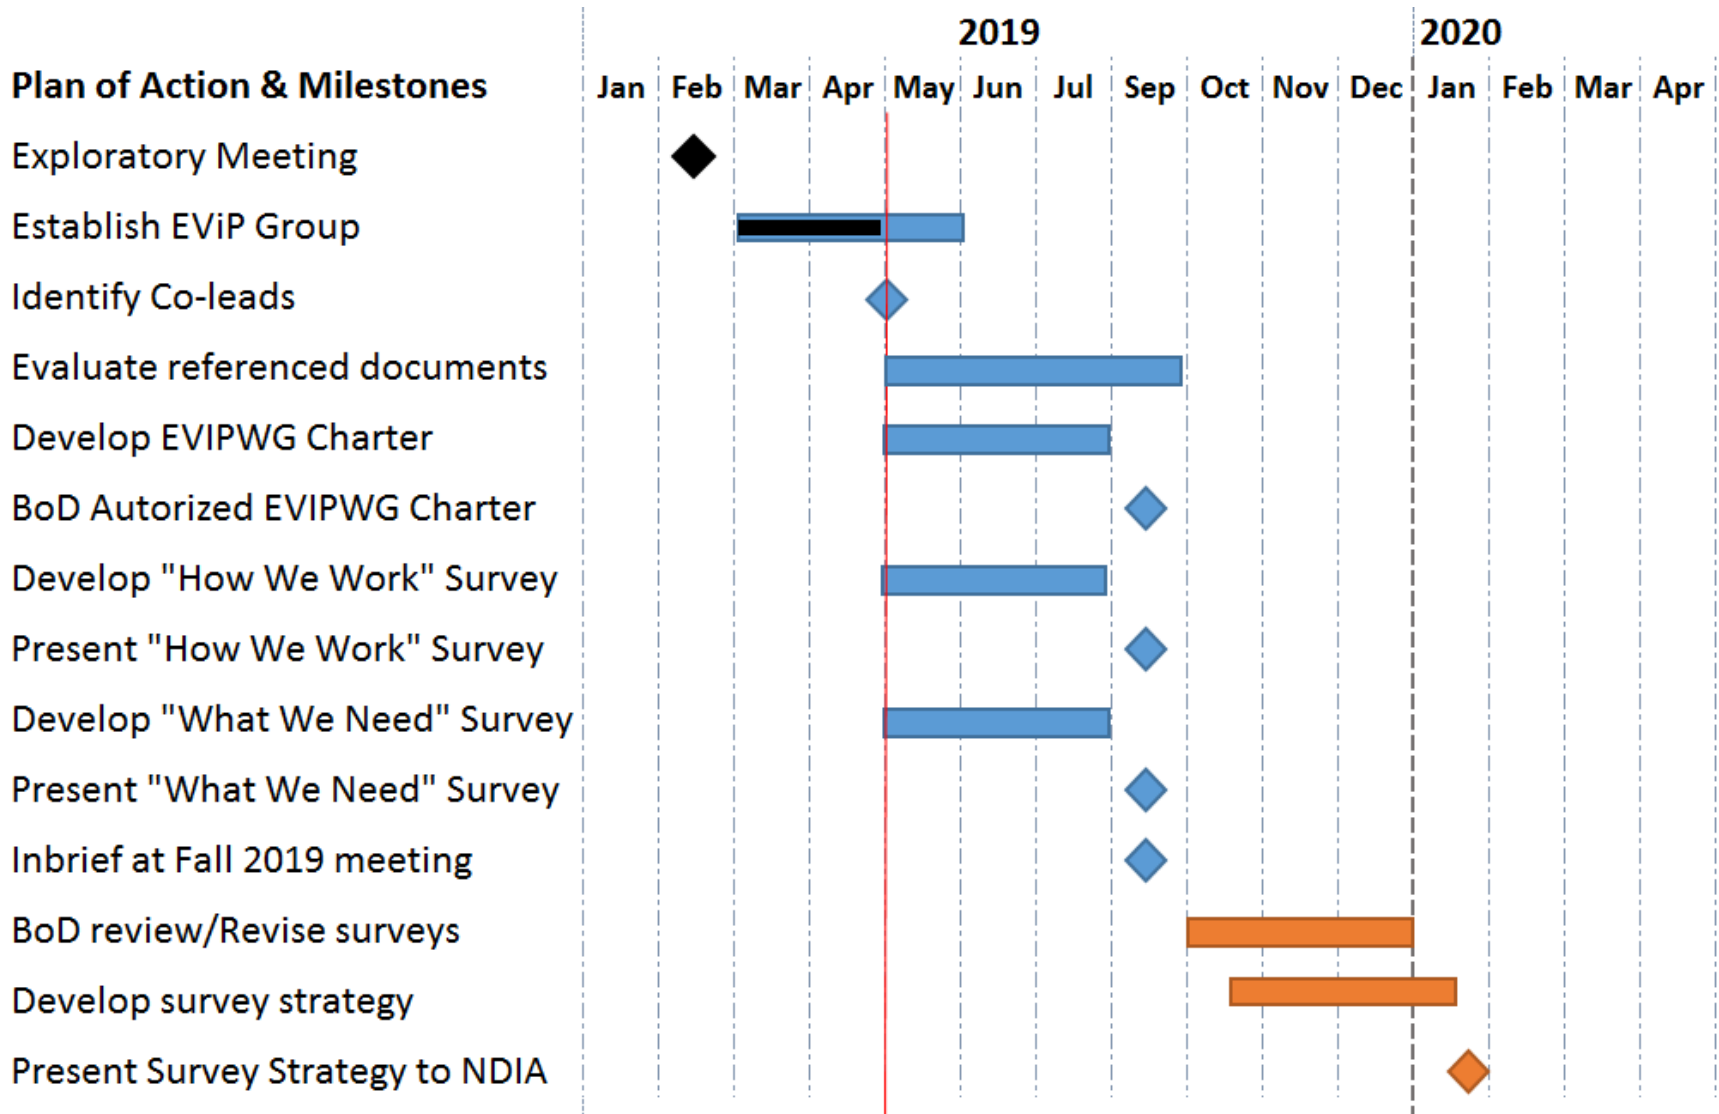 2019 2020
Plan of Action & Milestones Jan Feb Mar Apr May Jun Jul Sep Oct Nov Dec Jan Feb Mar Apr
Exploratory Meeting
Establish EViP Group
Identify Co-leads
Evaluate referenced documents
Develop EVIPWG Charter
BoD Autorized EVIPWG Charter
Develop "How We Work" Survey
Present "How We Work" Survey
Develop "What We Need" Survey
Present "What We Need" Survey
Inbrief at Fall 2019 meeting
BoD review/Revise surveys
Develop survey strategy
Present Survey Strategy to NDIA